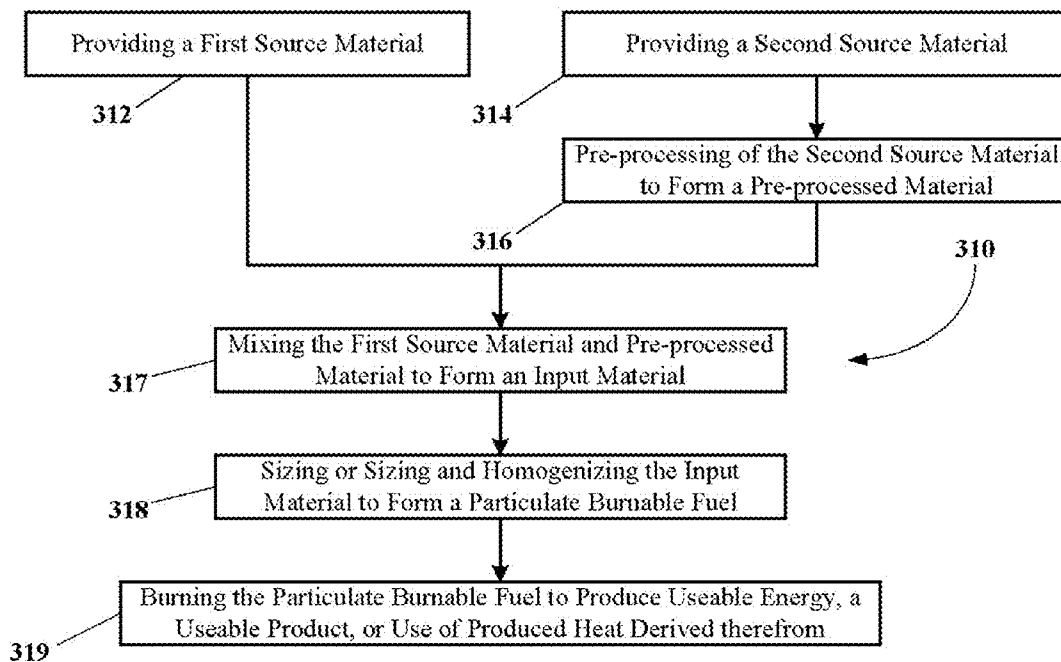 Providing a First Source Material
Providing a Second Source Material
312
314
Pre-processing of the Second Source Material
to Form a Pre-processed Material
316
310
Mixing the First Source Material and Pre-processed
Material to Form an Input Material
317
Sizing or Sizing and Homogenizing the Input
Material to Form a Particulate Burnable Fuel
318
Burning the Particulate Burnable Fuel to Produce Useable Energy, a
Useable Product, or Use of Produced Heat Derived therefrom
319